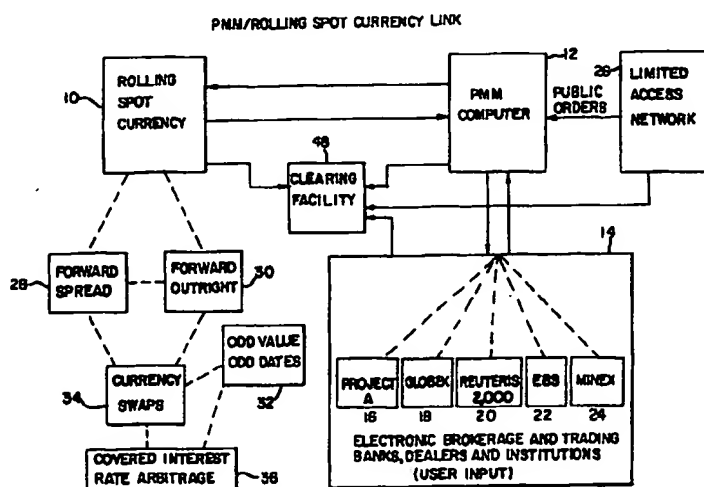 PMM/ROLLING SPOT CURRENCY LINK
10
ROLLING
SPOT
CURRENCY
12
PMM
COMPUTER
PUBLIC
ORDERS
26
LIMITED
ACCESS
NETWORK
48
CLEARING
FACILITY
14
28
FORWARD
SPREAD
FORWARD
OUTRIGHT
30
ODD VALUE
ODD DATES
32
34
CURRENCY
SWAPS
COVERED INTEREST
RATE ARBITRAGE
36
PROJECT
A
16
GLOBEX
18
REUTERS
2,000
20
EBS
22
MINEX
24
ELECTRONIC BROKERAGE AND TRADING
BANKS, DEALERS AND INSTITUTIONS
(USER INPUT)